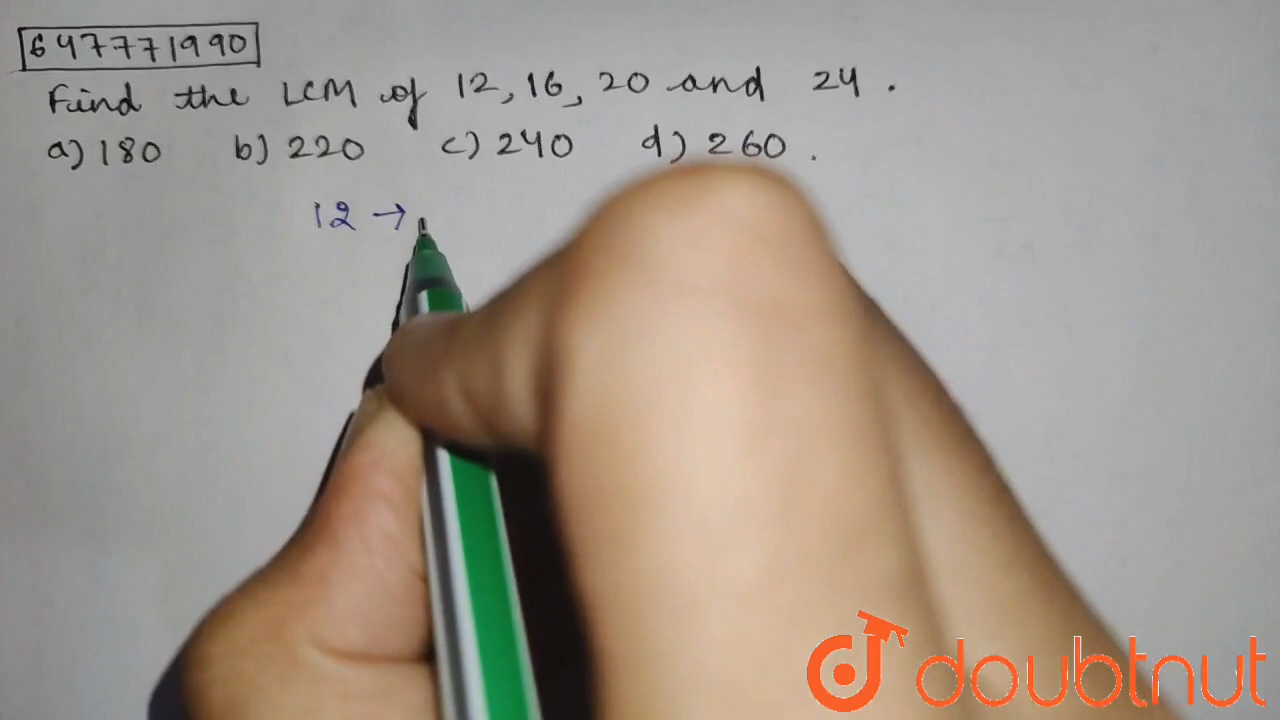 647771990
Find the LCM of 12, 16, 20 and 24 .
a) 180 b) 220 c) 240 d) 260 .
12 →
doubtnut